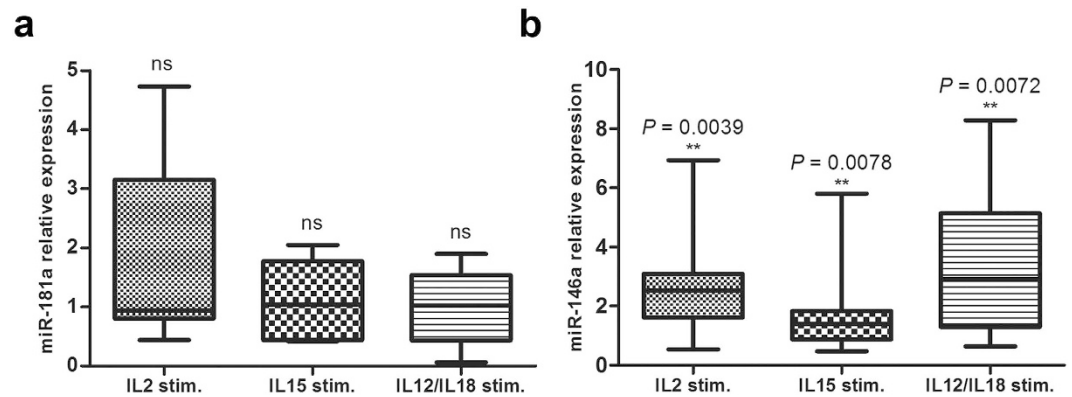 a
miR-181a relative expression
5
4
3
2
1
0
ns
ns
ns
IL2 stim.
IL15 stim.
IL12/IL18 stim.
b
miR-146a relative expression
10
8
6
4
2
0
P = 0.0039
**
P = 0.0078
**
P = 0.0072
**
IL2 stim.
IL15 stim.
IL12/IL18 stim.